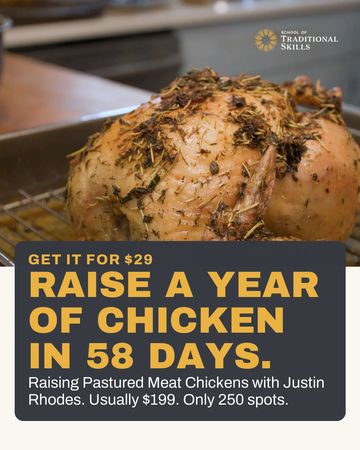 SCHOOL OF
TRADITIONAL
SKILLS
GET IT FOR $29
RAISE A YEAR
OF CHICKEN
IN 58 DAYS.
Raising Pastured Meat Chickens with Justin
Rhodes. Usually $199. Only 250 spots.